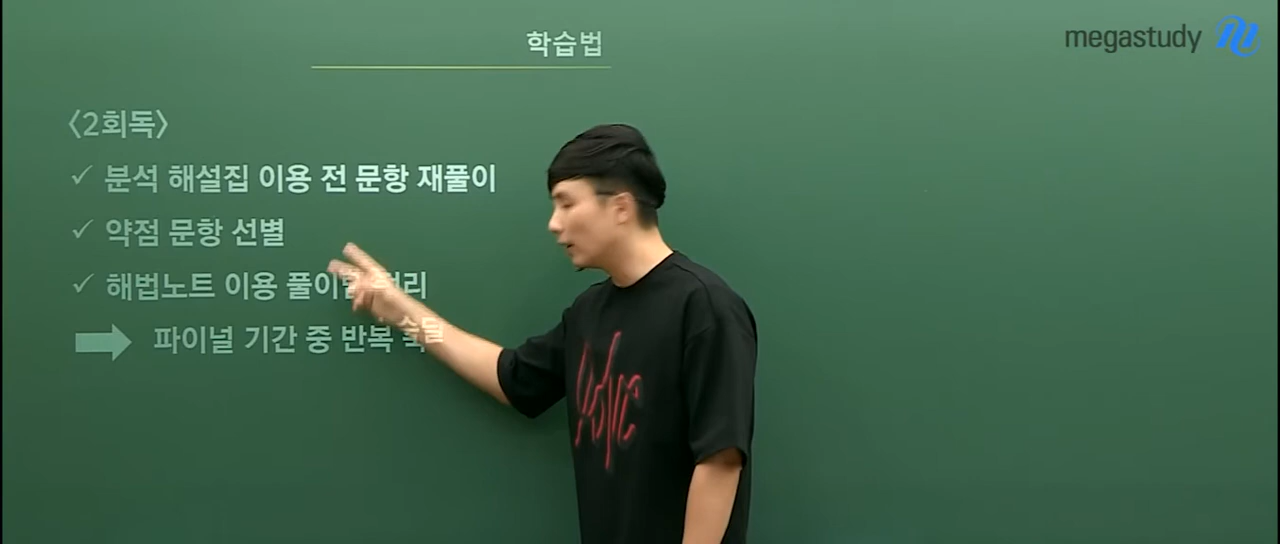 학습법
megastudy
〈2회독〉
✓ 분석 해설집 이용 전 문항 재풀이
✓ 약점 문항 선별
✓ 해법노트 이용
파이널 기간 중 반복